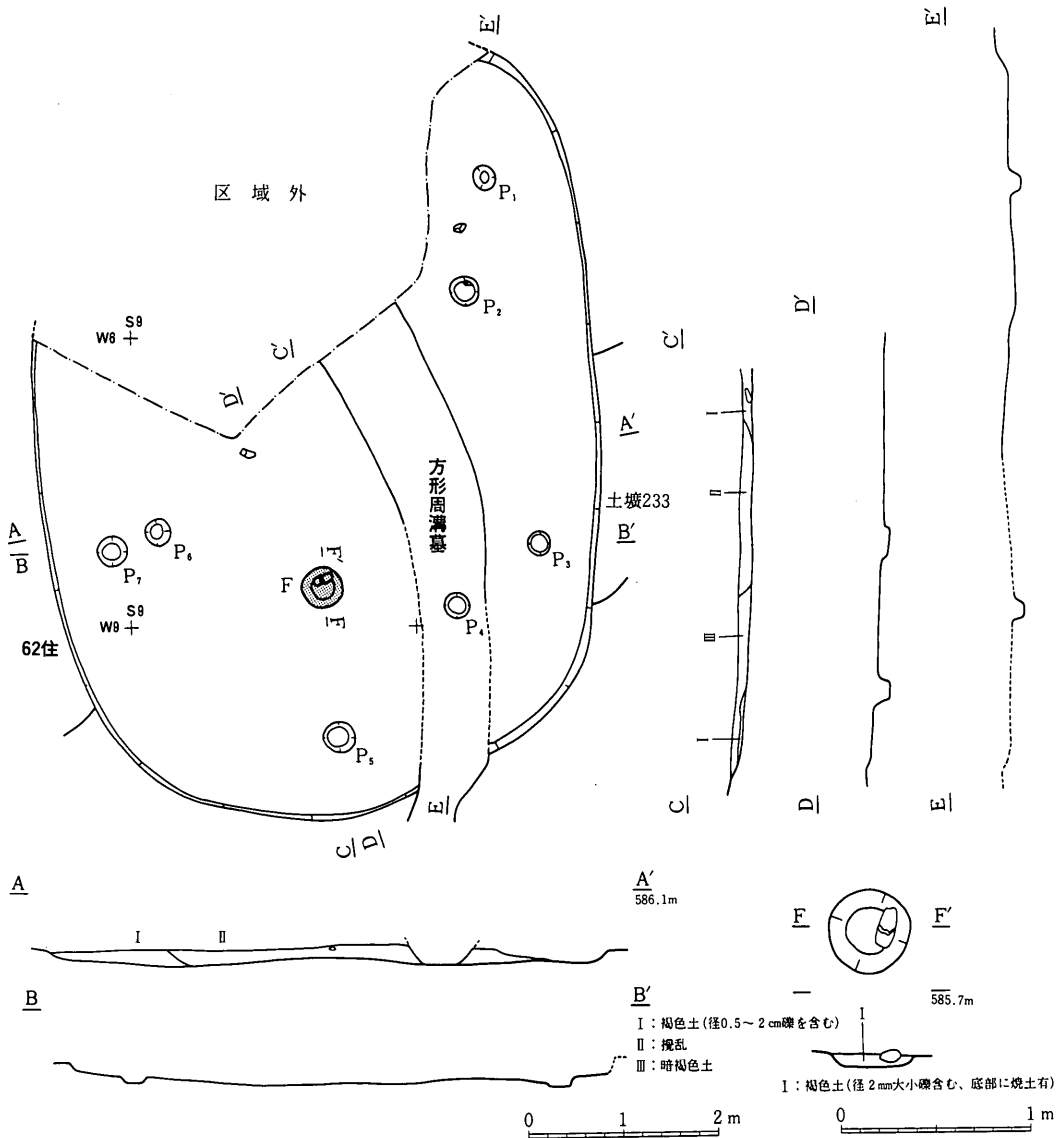 E′
E′
区域外
P₁
P₂
S9
W6
C′
D′
C′
D′
A′
方形周溝墓
土壙233
B′
A
B
P₇
P₆
P₃
F
F′
F
P₄
S9
W9
62住
P₅
E
C
D
I
II
III
I
C
D
E
A
A′
586.1m
I
II
F
F′
B
B′
585.7m
I：褐色土(径0.5～2cm礫を含む)
II：攪乱
III：暗褐色土
I
I：褐色土(径2mm大小礫含む、底部に焼土有)
0 1 2m
0 1m